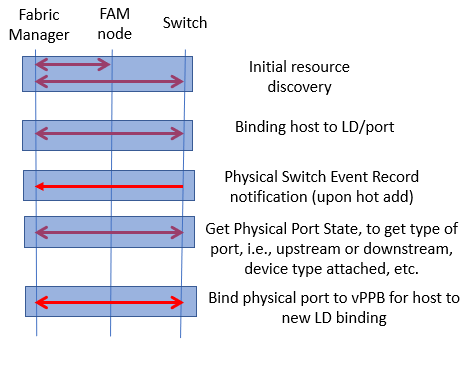 Fabric
Manager
FAM
node
Switch
Initial resource
discovery
Binding host to LD/port
Physical Switch Event Record
notification (upon hot add)
Get Physical Port State, to get type of
port, i.e., upstream or downstream,
device type attached, etc.
Bind physical port to vPPB for host to
new LD binding